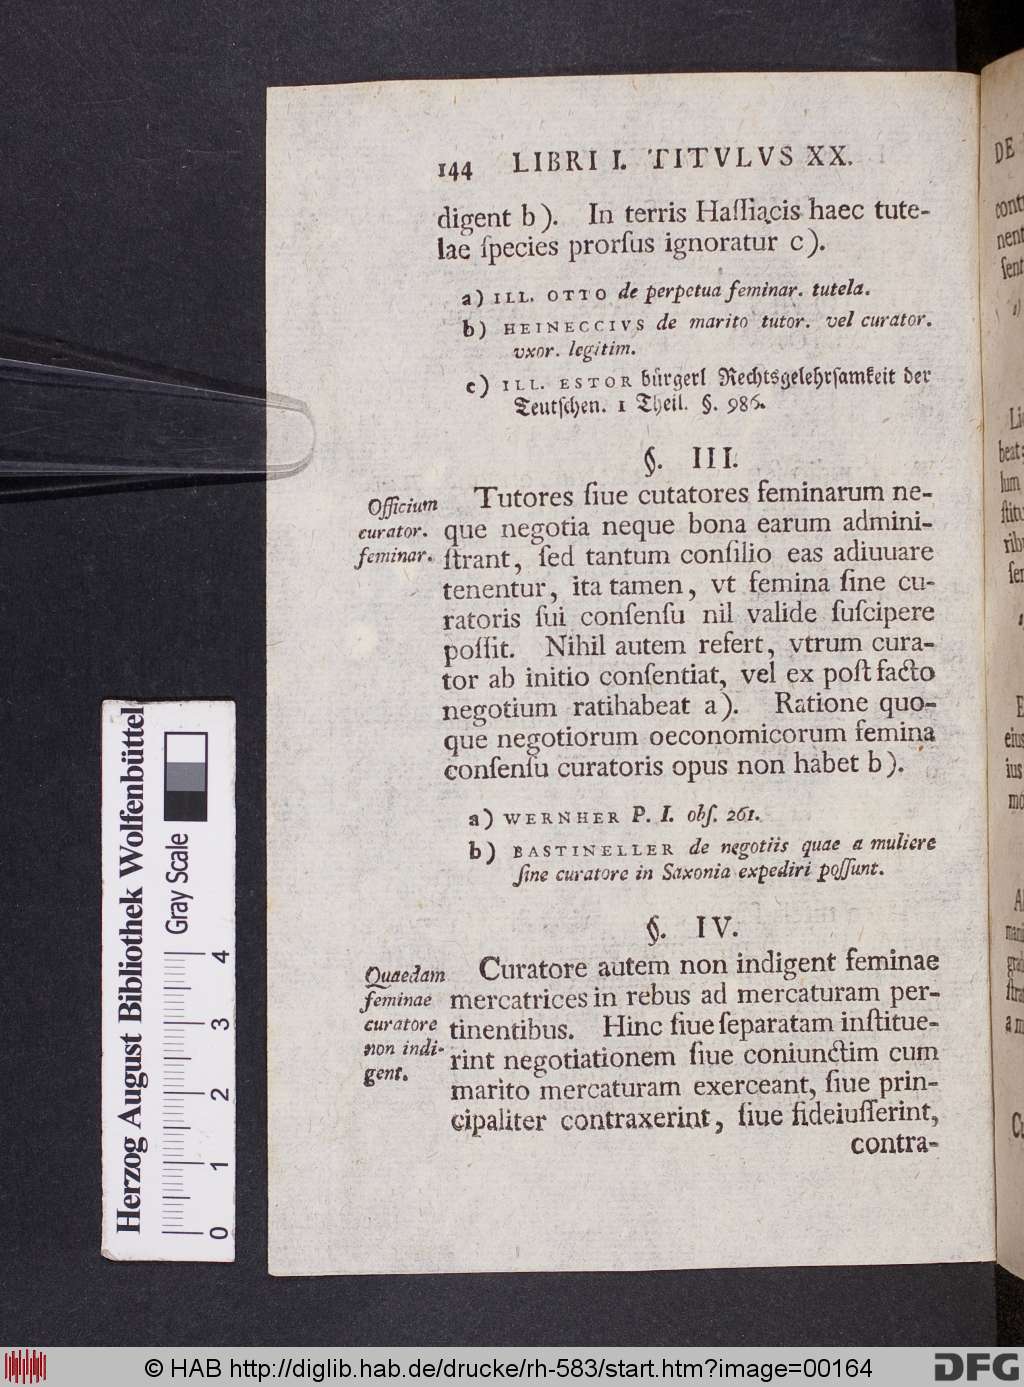 144 LIBRI I. TITVLVS XX.
digent b). In terris Haſſiacis haec tute-
lae ſpecies prorſus ignoratur c).
a) ILL. OTTO de perpetua feminar. tutela.
b) HEINECCIVS de marito tutor. vel curator.
vxor. legitim.
c) ILL. ESTOR bürgerl Rechtsgelehrſamkeit der
Teutſchen. 1 Theil. §. 986.
§. III.
Officium
curator.
feminar.
Tutores ſiue cutatores feminarum ne-
que negotia neque bona earum admini-
ſtrant, ſed tantum conſilio eas adiuuare
tenentur, ita tamen, vt femina ſine cu-
ratoris ſui conſenſu nil valide ſuſcipere
poſſit. Nihil autem refert, vtrum cura-
tor ab initio conſentiat, vel ex poſt facto
negotium ratihabeat a). Ratione quo-
que negotiorum oeconomicorum femina
conſenſu curatoris opus non habet b).
a) WERNHER P. I. obſ. 261.
b) BASTINELLER de negotiis quae a muliere
ſine curatore in Saxonia expediri poſſunt.
§. IV.
Quaedam
feminae
curatore
non indi-
gent.
Curatore autem non indigent feminae
mercatrices in rebus ad mercaturam per-
tinentibus. Hinc ſiue ſeparatam inſtitue-
rint negotiationem ſiue coniunctim cum
marito mercaturam exerceant, ſiue prin-
cipaliter contraxerint, ſiue fideiuſſerint,
contra-
Herzog August Bibliothek Wolfenbüttel
Gray Scale
0 1 2 3 4
© HAB http://diglib.hab.de/drucke/rh-583/start.htm?image=00164
DFG